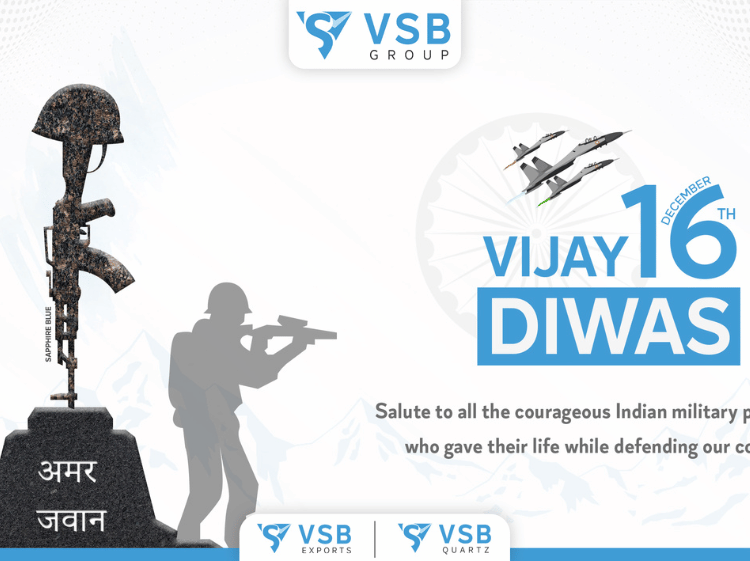 VSB
GROUP
DECEMBER
VIJAY 16TH
DIWAS
SAPPHIRE BLUE
Salute to all the courageous Indian military p
who gave their life while defending our co
अमर
जवान
VSB
EXPORTS
VSB
QUARTZ